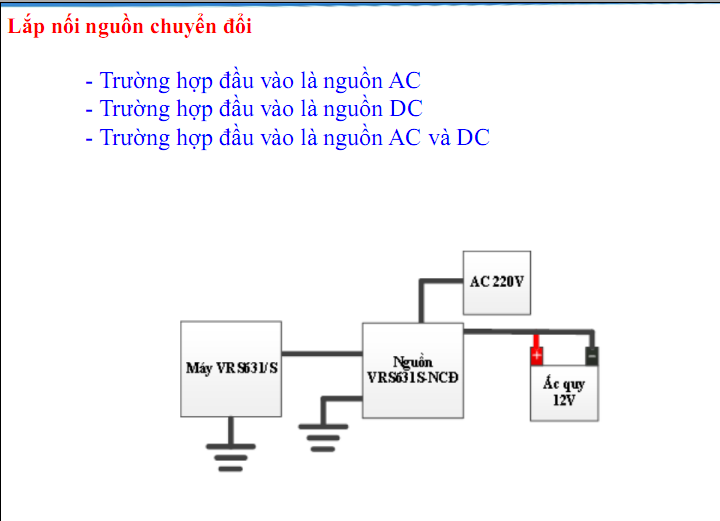 Lắp nối nguồn chuyển đổi
- Trường hợp đầu vào là nguồn AC
- Trường hợp đầu vào là nguồn DC
- Trường hợp đầu vào là nguồn AC và DC
AC 220V
Máy VRS631/S
Nguồn
VRS631S-NCĐ
+
-
Ắc quy
12V